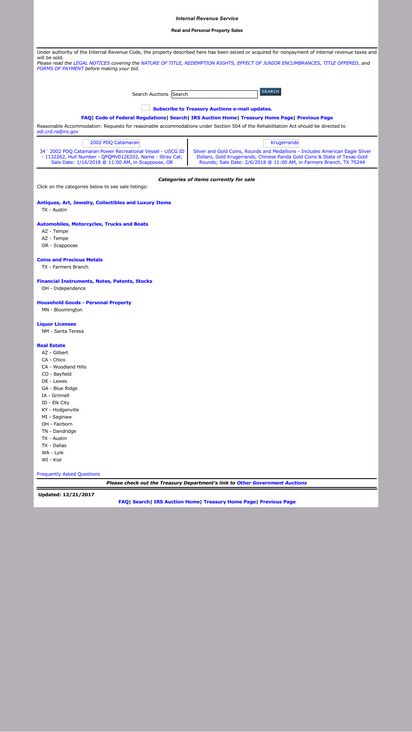 Internal Revenue Service
Real and Personal Property Sales
Under authority of the Internal Revenue Code, the property described here has been seized or acquired for nonpayment of internal revenue taxes and
will be sold.
Please read the LEGAL NOTICES covering the NATURE OF TITLE, REDEMPTION RIGHTS, EFFECT OF JUNIOR ENCUMBRANCES, TITLE OFFERED, and
FORMS OF PAYMENT before making your bid.
Search Auctions Search SEARCH
Subscribe to Treasury Auctions e-mail updates.
FAQ| Code of Federal Regulations| Search| IRS Auction Home| Treasury Home Page| Previous Page
Reasonable Accommodation: Requests for reasonable accommodations under Section 504 of the Rehabilitation Act should be directed to
edi.crd.ra@irs.gov
2002 PDQ Catamaran
34` 2002 PDQ Catamaran Power Recreational Vessel - USCG ID
- 1132262, Hull Number - QPQMV012E202, Name - Stray Cat;
Sale Date: 1/16/2018 @ 11:00 AM, in Scappoose, OR
Krugerrands
Silver and Gold Coins, Rounds and Medallions - Includes American Eagle Silver
Dollars, Gold Krugerrands, Chinese Panda Gold Coins & State of Texas Gold
Rounds; Sale Date: 2/6/2018 @ 11:00 AM, in Farmers Branch, TX 75244
Categories of items currently for sale
Click on the categories below to see sale listings:
Antiques, Art, Jewelry, Collectibles and Luxury Items
TX - Austin
Automobiles, Motorcycles, Trucks and Boats
AZ - Tempe
AZ - Tempe
OR - Scappoose
Coins and Precious Metals
TX - Farmers Branch
Financial Instruments, Notes, Patents, Stocks
OH - Independence
Household Goods - Personal Property
MN - Bloomington
Liquor Licenses
NM - Santa Teresa
Real Estate
AZ - Gilbert
CA - Chico
CA - Woodland Hills
CO - Bayfield
DE - Lewes
GA - Blue Ridge
IA - Grinnell
ID - Elk City
KY - Hodgenville
MI - Saginaw
OH - Fairborn
TN - Dandridge
TX - Austin
TX - Dallas
WA - Lyle
WI - Kiel
Frequently Asked Questions
Please check out the Treasury Department's link to Other Government Auctions
Updated: 12/21/2017
FAQ| Search| IRS Auction Home| Treasury Home Page| Previous Page